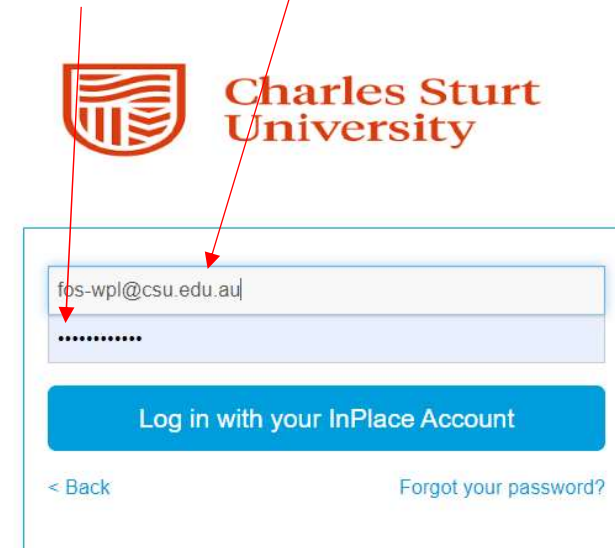 Charles Sturt
University
fos-wpl@csu.edu.au
••••••••••••
Log in with your InPlace Account
< Back
Forgot your password?